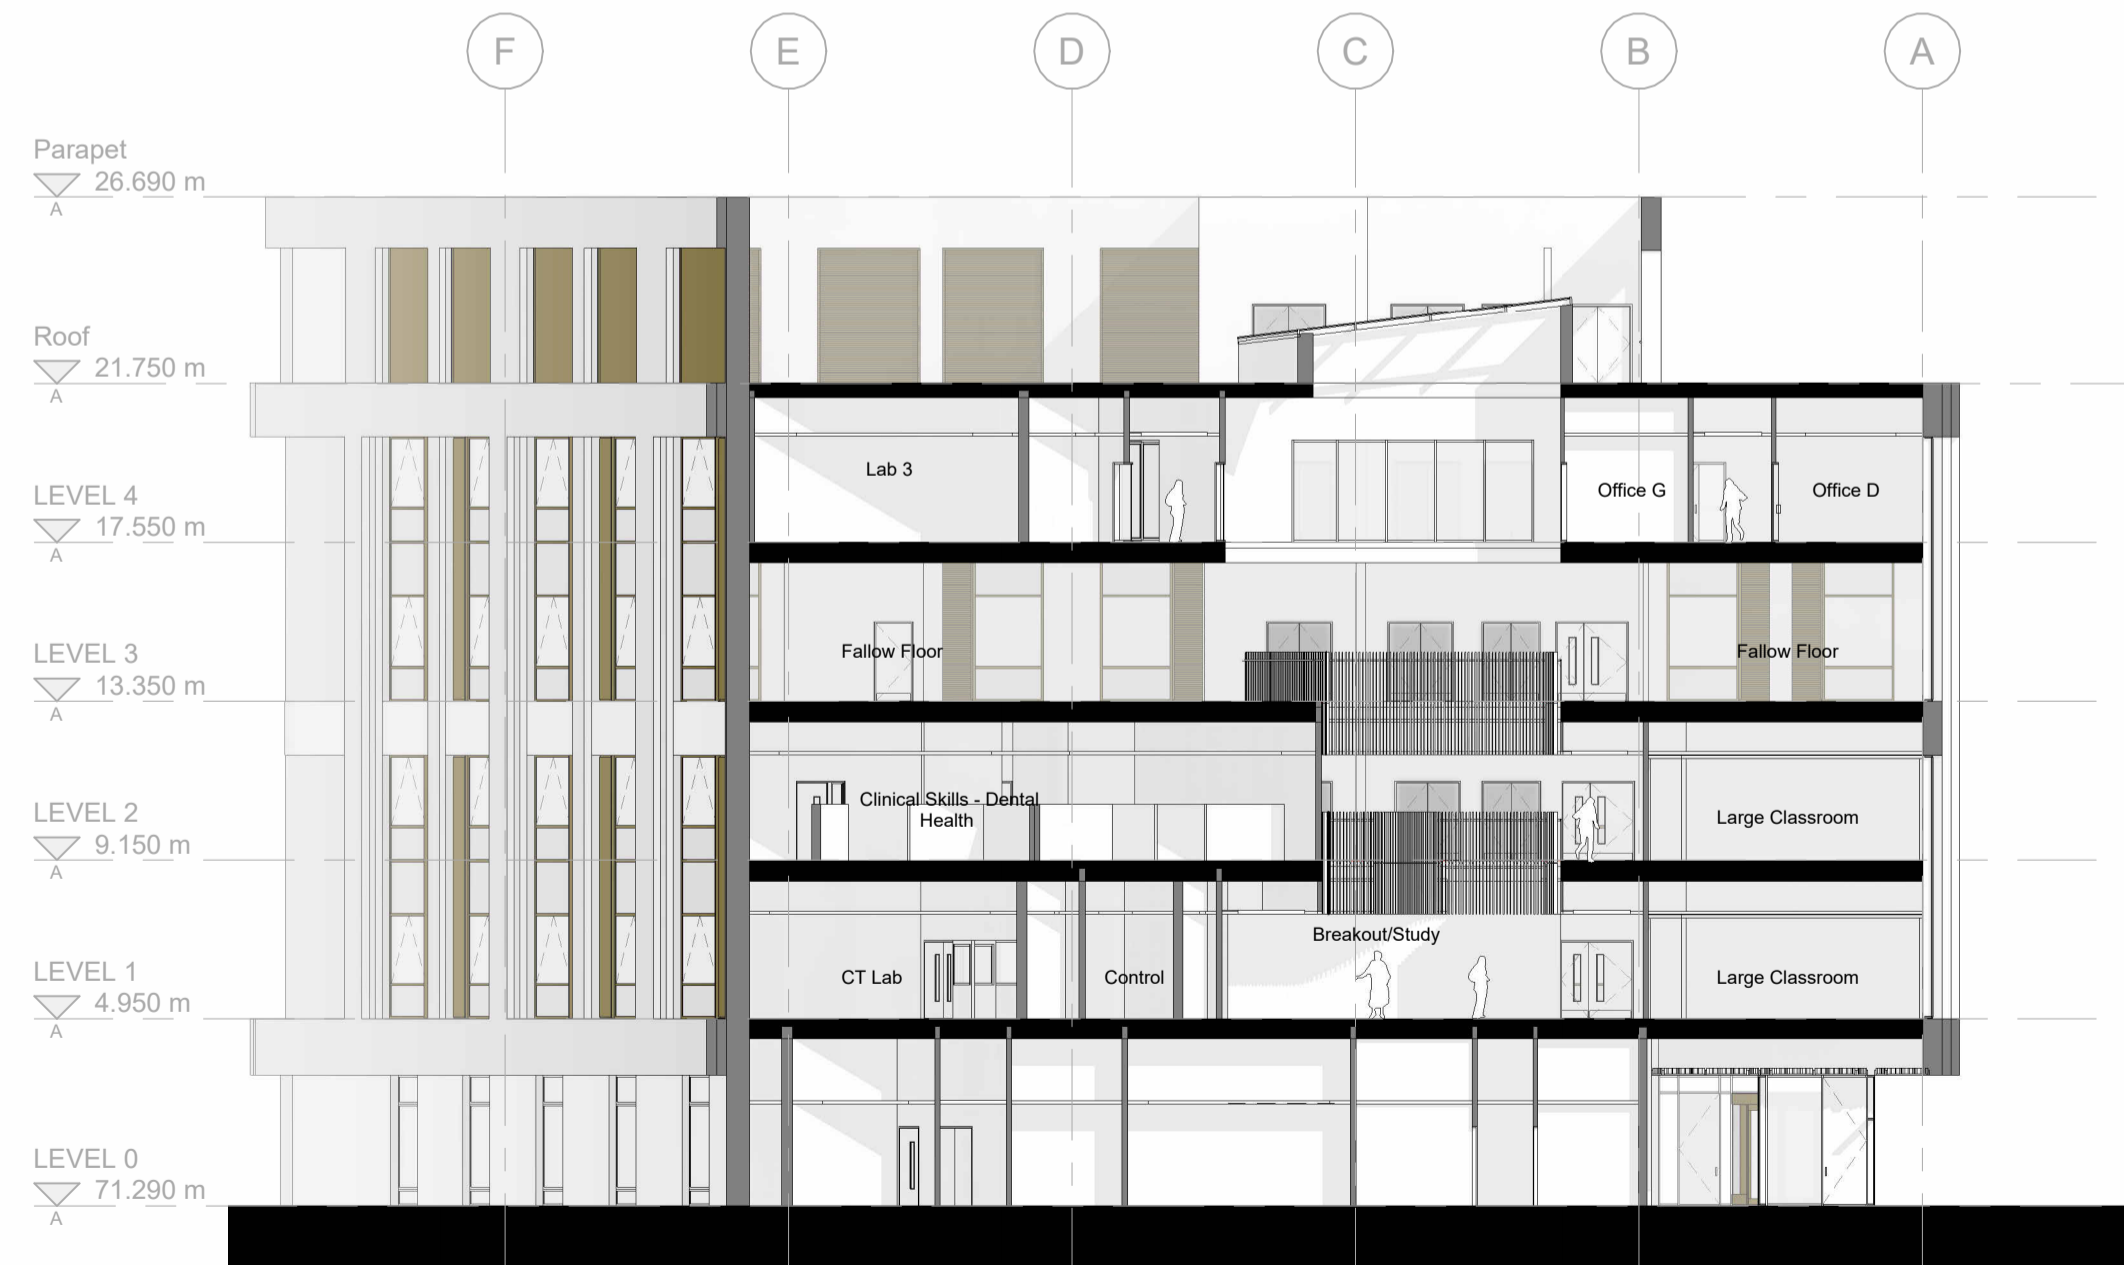 F E D C B A
Parapet
26.690 m
A
Roof
21.750 m
A
LEVEL 4
17.550 m
A
LEVEL 3
13.350 m
A
LEVEL 2
9.150 m
A
LEVEL 1
4.950 m
A
LEVEL 0
71.290 m
A
Lab 3
Office G
Office D
Fallow Floor
Fallow Floor
Clinical Skills - Dental
Health
Large Classroom
Breakout/Study
CT Lab
Control
Large Classroom